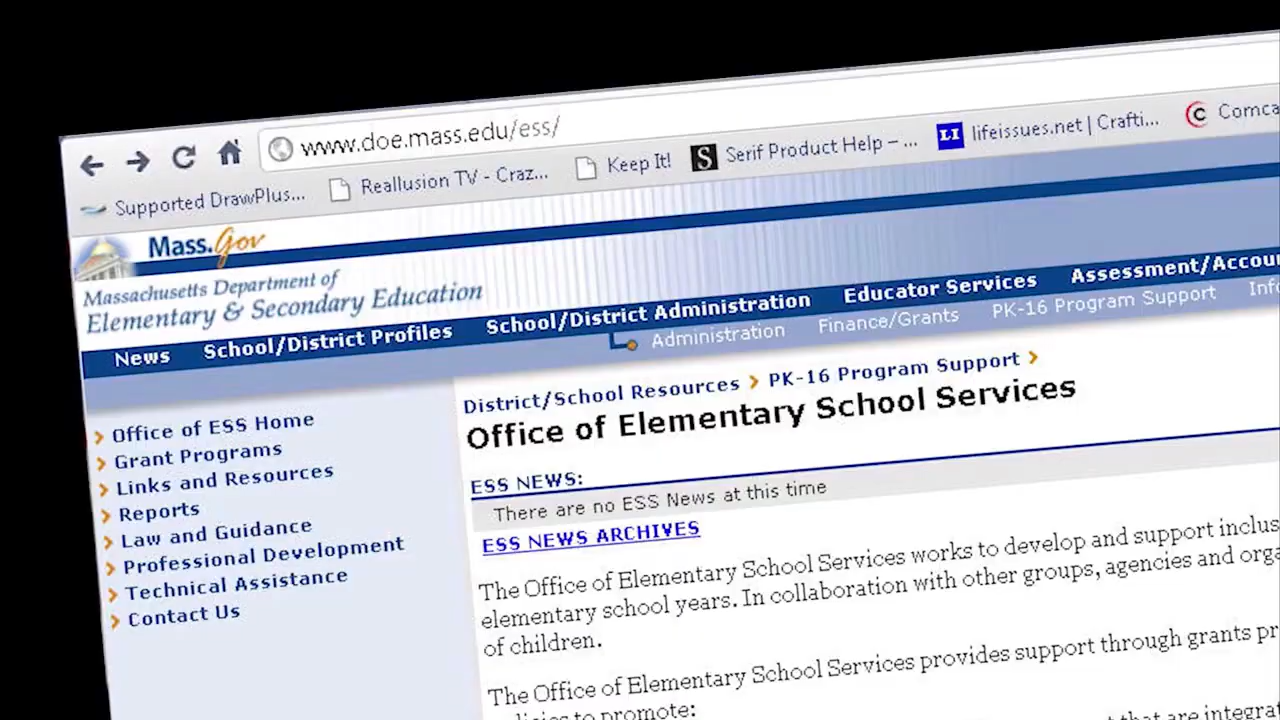 www.doe.mass.edu/ess/
Supported DrawPlus... Reallusion TV - Craz... Keep It! Serif Product Help – ... lifeissues.net | Crafti... Comca
Mass.Gov
Massachusetts Department of
Elementary & Secondary Education
News School/District Profiles School/District Administration Educator Services Assessment/Accou
Administration Finance/Grants PK-16 Program Support Info
District/School Resources > PK-16 Program Support >
Office of Elementary School Services
Office of ESS Home
Grant Programs
Links and Resources
Reports
Law and Guidance
Professional Development
Technical Assistance
Contact Us
ESS NEWS:
There are no ESS News at this time
ESS NEWS ARCHIVES
The Office of Elementary School Services works to develop and support inclus
elementary school years. In collaboration with other groups, agencies and orga
of children.
The Office of Elementary School Services provides support through grants pr
to promote:
that are integra